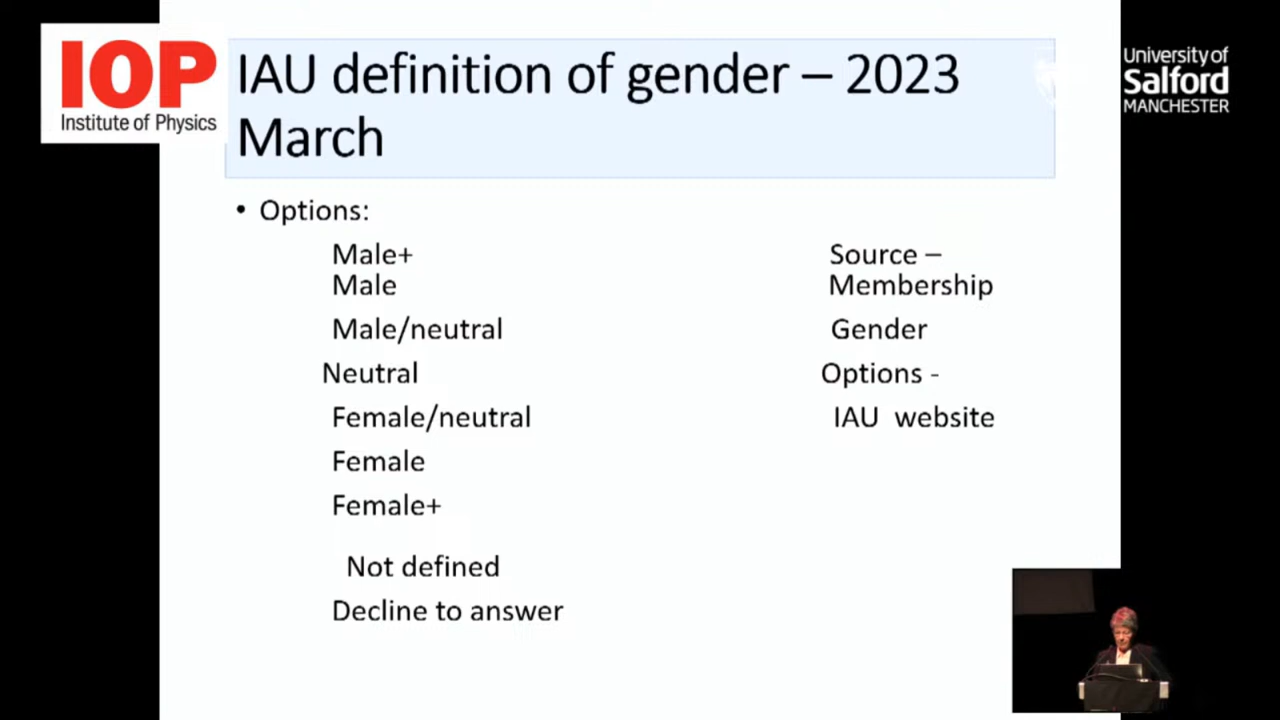 IOP
Institute of Physics
IAU definition of gender – 2023
March
University of
Salford
MANCHESTER
• Options:
Male+
Male
Male/neutral
Neutral
Female/neutral
Female
Female+
Not defined
Decline to answer
Source –
Membership
Gender
Options -
IAU website